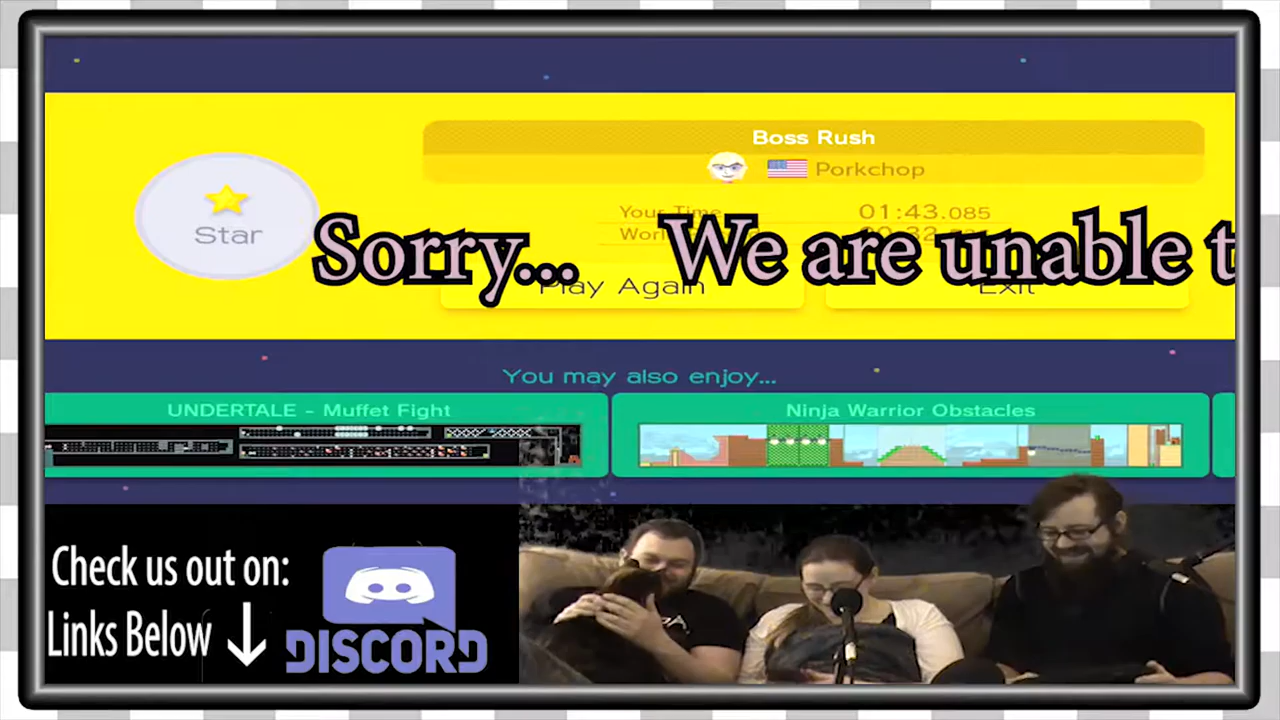 Boss Rush
Porkchop
Star
Your Time
01:43.085
Sorry... We are unable t
Play Again
Exit
You may also enjoy...
UNDERTALE - Muffet Fight
Ninja Warrior Obstacles
Check us out on:
Links Below
DISCORD